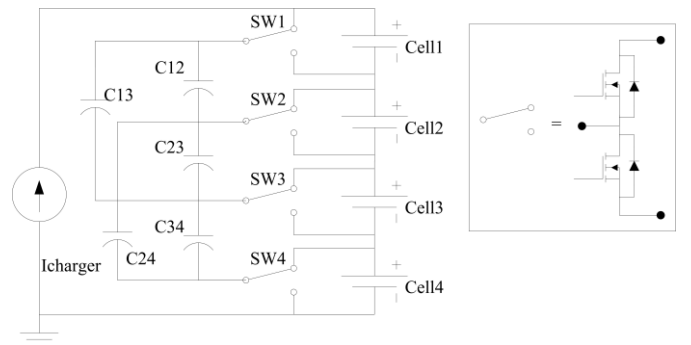 SW1
+
Cell1
C12
C13
SW2
+
Cell2
=
C23
SW3
+
Cell3
C34
SW4
C24
Icharger
+
Cell4